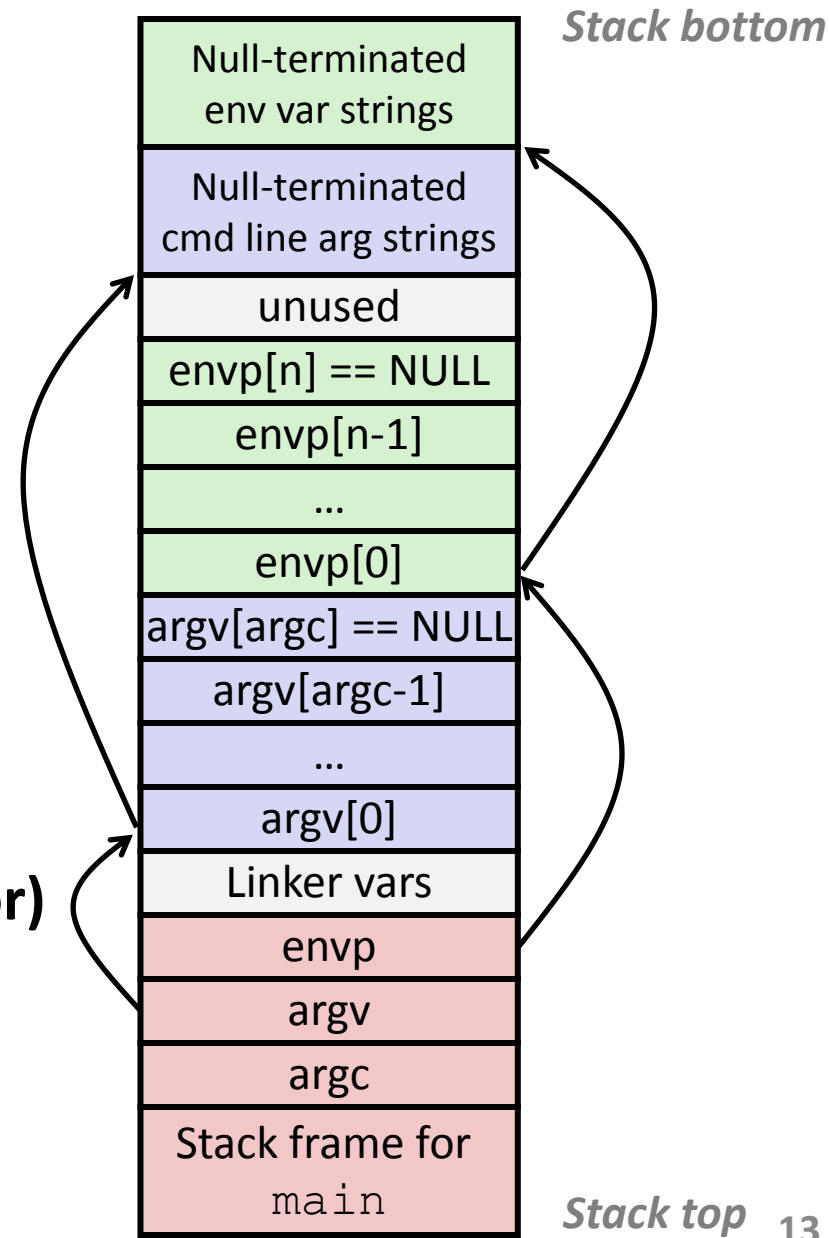 Stack bottom
Null-terminated
env var strings
Null-terminated
cmd line arg strings
unused
envp[n] == NULL
envp[n-1]
…
envp[0]
argv[argc] == NULL
argv[argc-1]
…
argv[0]
Linker vars
r)
envp
argv
argc
Stack frame for
main
Stack top 13